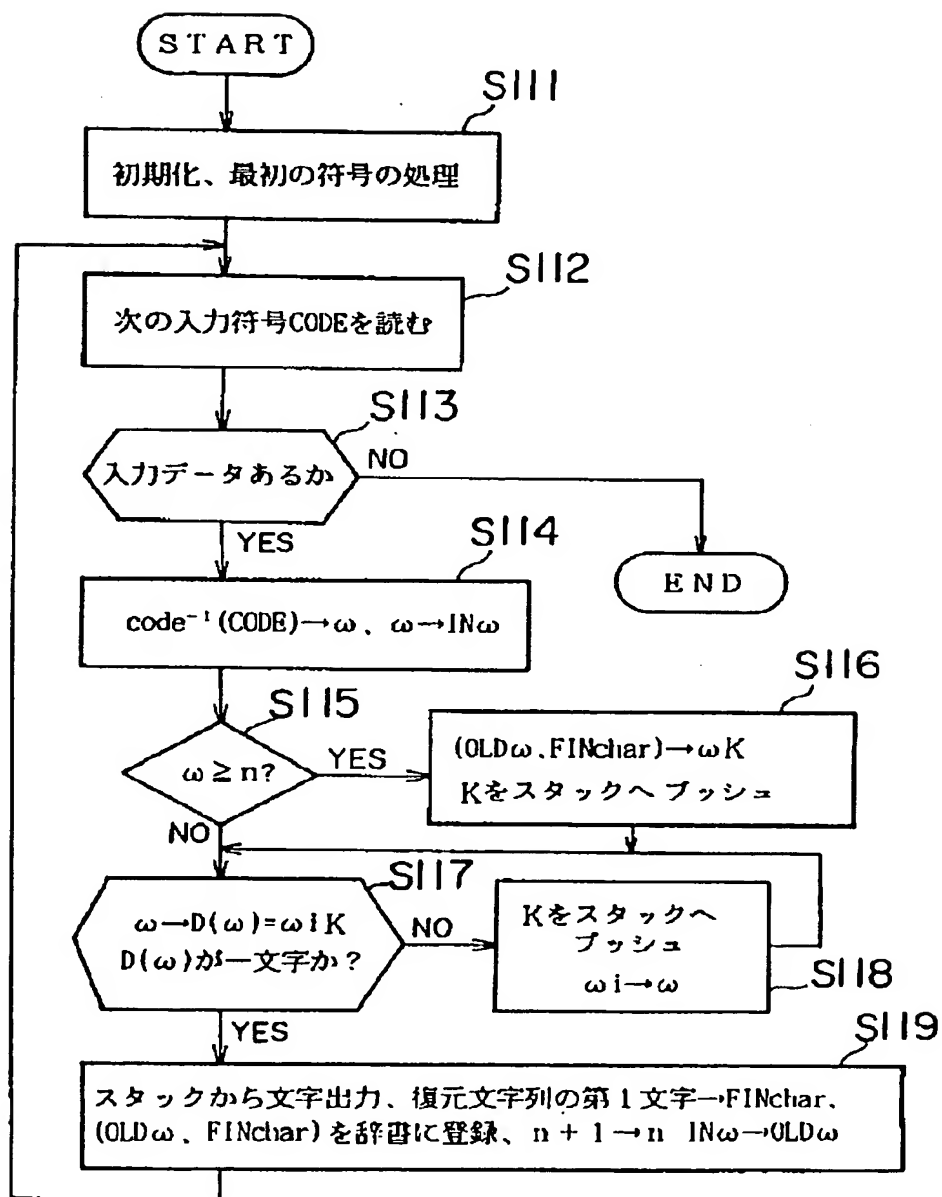 START
S111
初期化、最初の符号の処理
S112
次の入力符号CODEを読む
S113
入力データあるか
NO
YES
S114
END
code⁻¹(CODE)→ω、ω→INω
S116
S115
(OLDω.FINchar)→ωK
Kをスタックへプッシュ
ω≥n?
YES
NO
S117
ω→D(ω)=ωiK
D(ω)が一文字か?
NO
Kをスタックへ
プッシュ
ωi→ω
S118
YES
S119
スタックから文字出力、復元文字列の第1文字→FINchar、
(OLDω、FINchar)を辞書に登録、n+1→n INω→OLDω